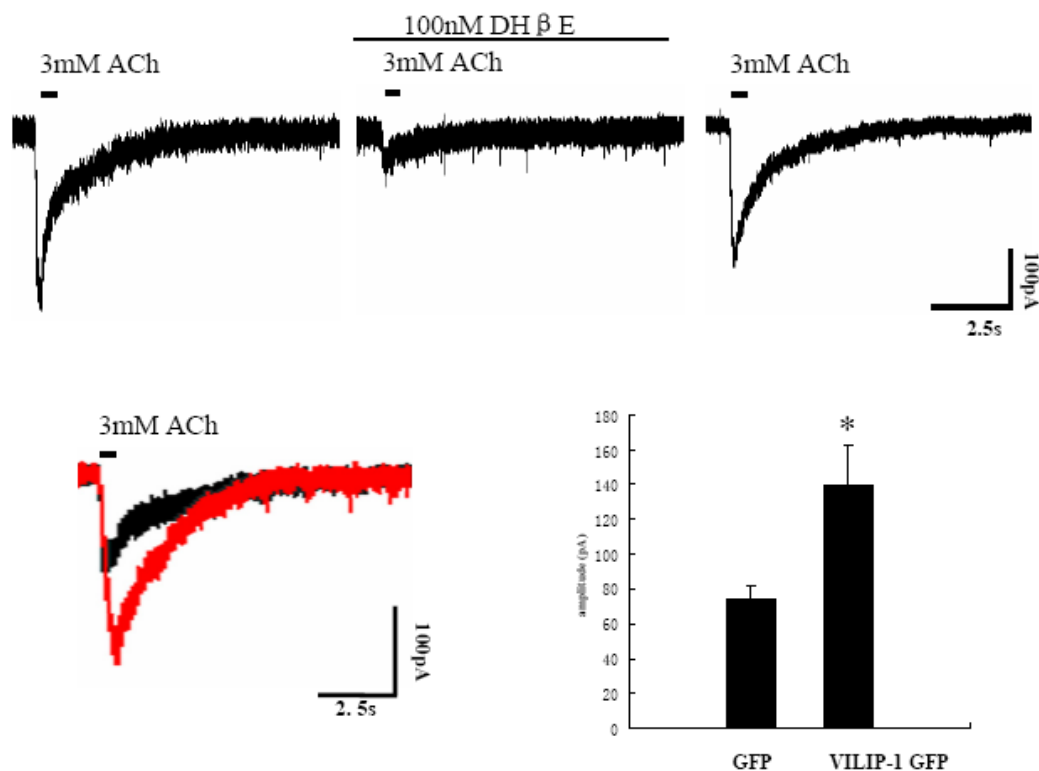 100nM DH β E
3mM ACh
3mM ACh
3mM ACh
100pA
2.5s
3mM ACh
100pA
2.5s
180
160
140
120
100
80
60
40
20
0
amplitude (pA)
*
GFP
VILIP-1 GFP